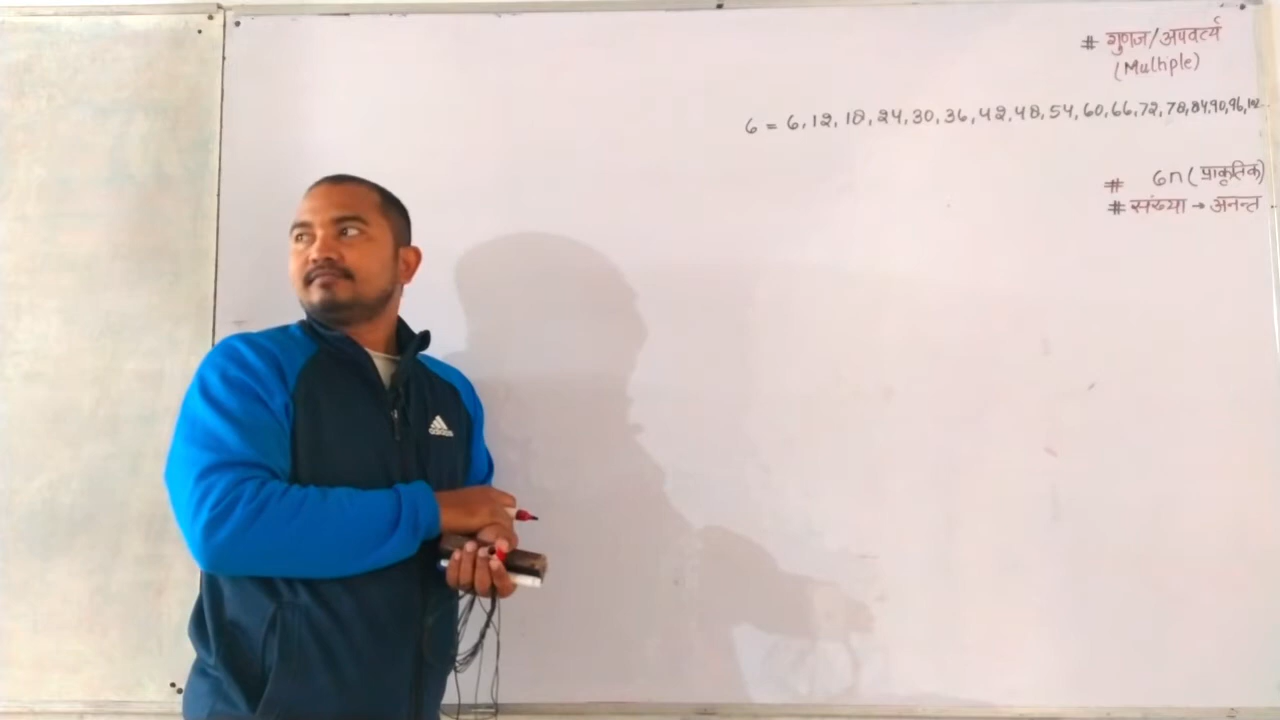 # गुणज/अपवर्त्य
(Multiple)
6 = 6, 12, 18, 24, 30, 36, 42, 48, 54, 60, 66, 72, 78, 84, 90, 96,
# 6n (प्राकृतिक)
# संख्या → अनन्त
adidas